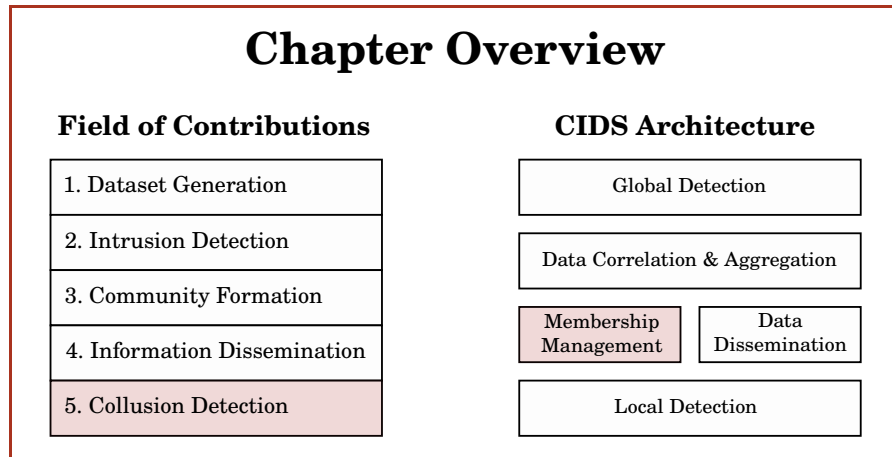 Chapter Overview
Field of Contributions
1. Dataset Generation
2. Intrusion Detection
3. Community Formation
4. Information Dissemination
5. Collusion Detection
CIDS Architecture
Global Detection
Data Correlation & Aggregation
Membership
Management
Data
Dissemination
Local Detection